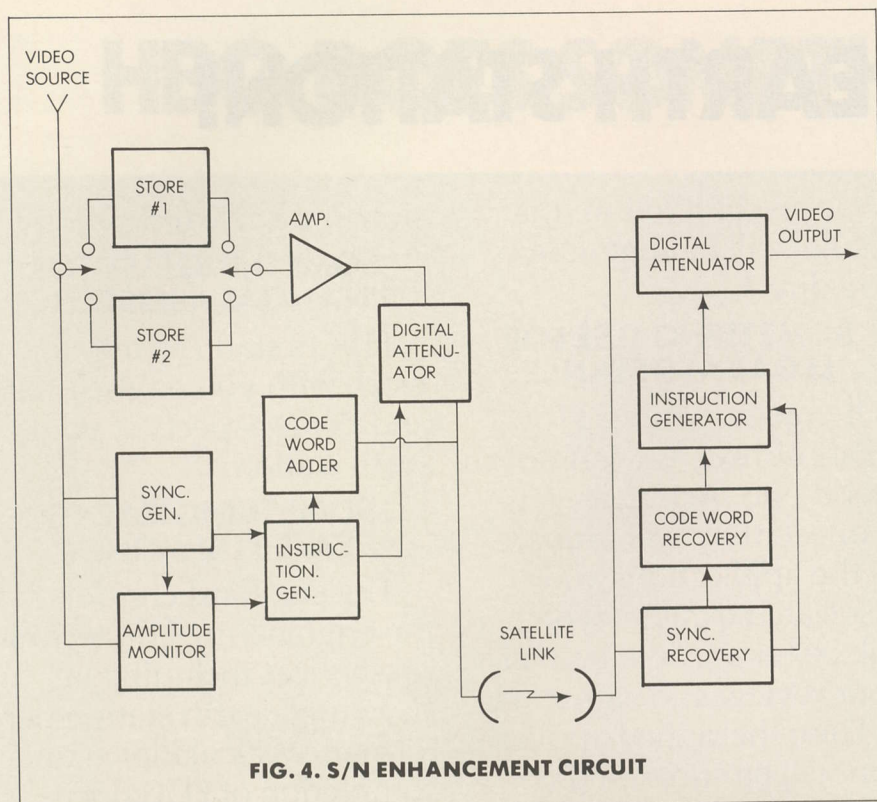 VIDEO
SOURCE
STORE
#1
STORE
#2
AMP.
DIGITAL
ATTENU-
ATOR
CODE
WORD
ADDER
SYNC.
GEN.
INSTRUC-
TION.
GEN.
AMPLITUDE
MONITOR
SATELLITE
LINK
DIGITAL
ATTENUATOR
VIDEO
OUTPUT
INSTRUCTION
GENERATOR
CODE WORD
RECOVERY
SYNC.
RECOVERY
FIG. 4. S/N ENHANCEMENT CIRCUIT